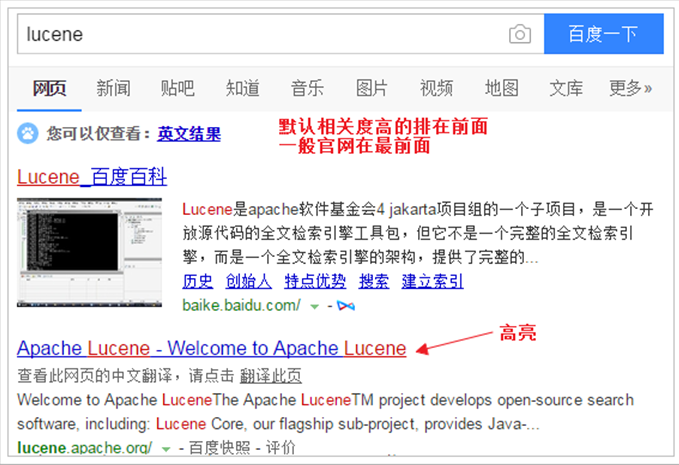 lucene
百度一下
网页 新闻 贴吧 知道 音乐 图片 视频 地图 文库 更多»
您可以仅查看：英文结果
默认相关度高的排在前面
一般官网在最前面
Lucene_百度百科
Lucene是apache软件基金会4 jakarta项目组的一个子项目，是一个开
放源代码的全文检索引擎工具包，但它不是一个完整的全文检索引
擎，而是一个全文检索引擎的架构，提供了完整的...
历史 创始人 特点优势 搜索 建立索引
baike.baidu.com/ -
高亮
Apache Lucene - Welcome to Apache Lucene
查看此网页的中文翻译，请点击 翻译此页
Welcome to Apache LuceneThe Apache LuceneTM project develops open-source search
software, including: Lucene Core, our flagship sub-project, provides Java-...
lucene.apache.org/ - 百度快照 - 评价